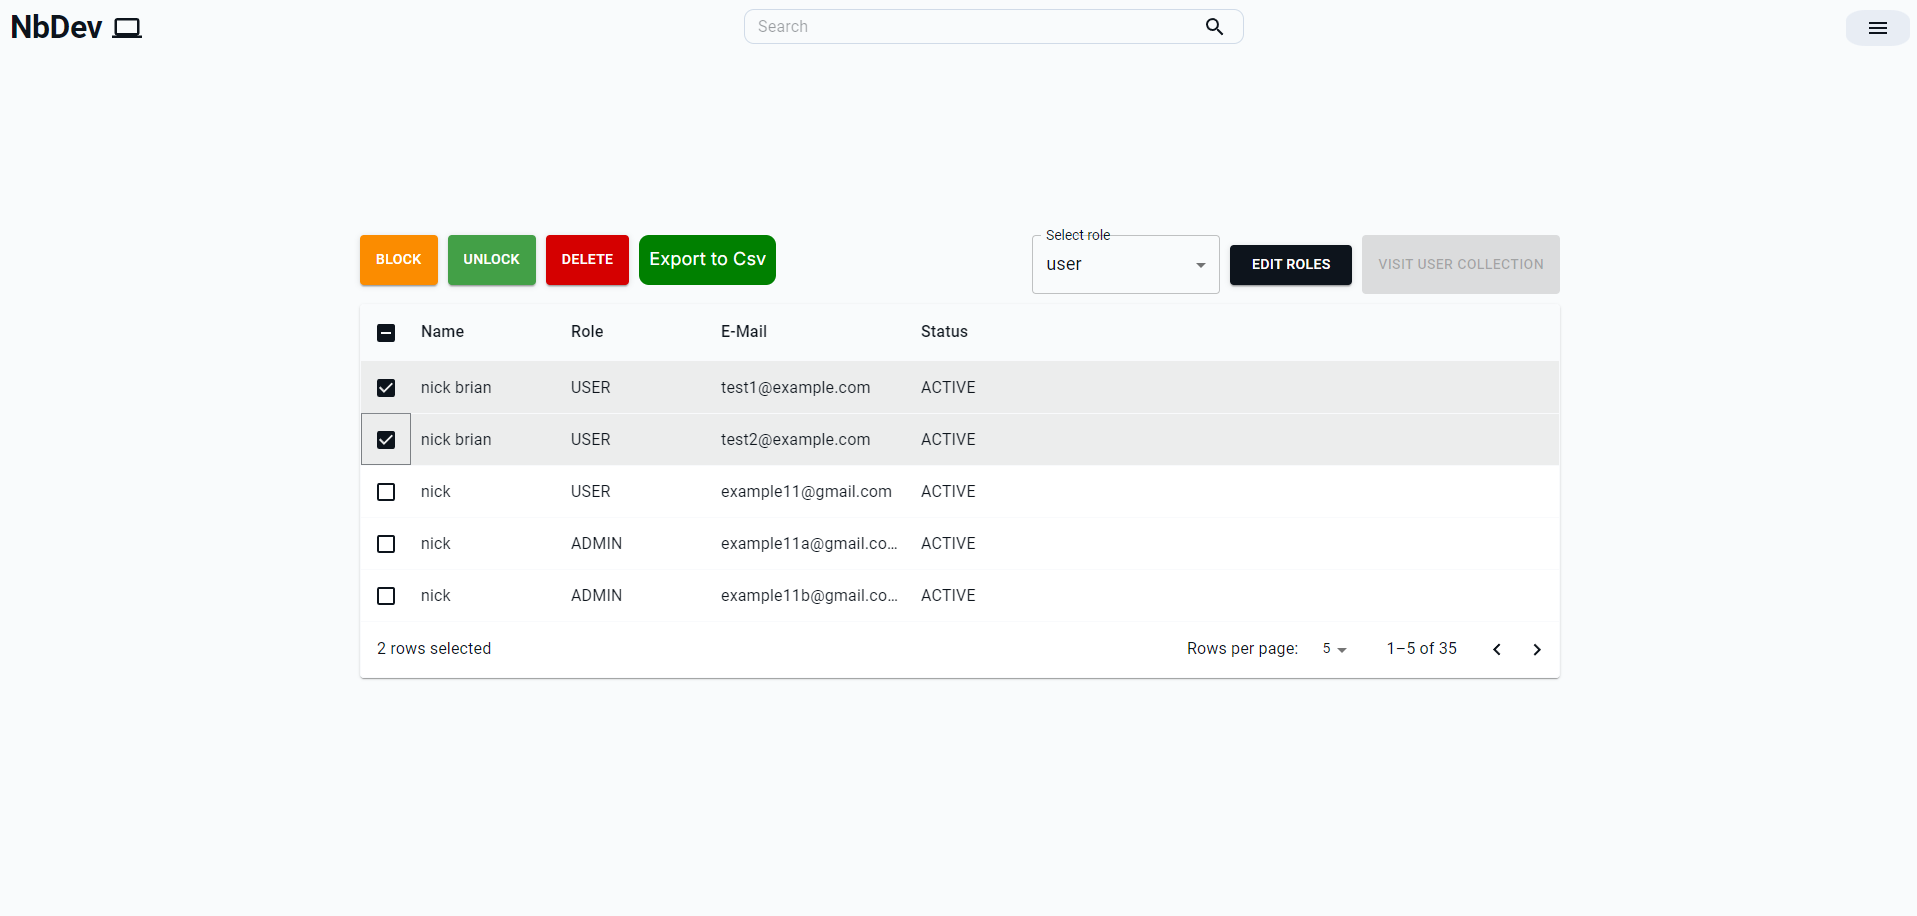 NbDev
Search
BLOCK UNLOCK DELETE Export to Csv Select role user EDIT ROLES VISIT USER COLLECTION
Name Role E-Mail Status
nick brian USER test1@example.com ACTIVE
nick brian USER test2@example.com ACTIVE
nick USER example11@gmail.com ACTIVE
nick ADMIN example11a@gmail.co... ACTIVE
nick ADMIN example11b@gmail.co... ACTIVE
2 rows selected Rows per page: 5 1–5 of 35